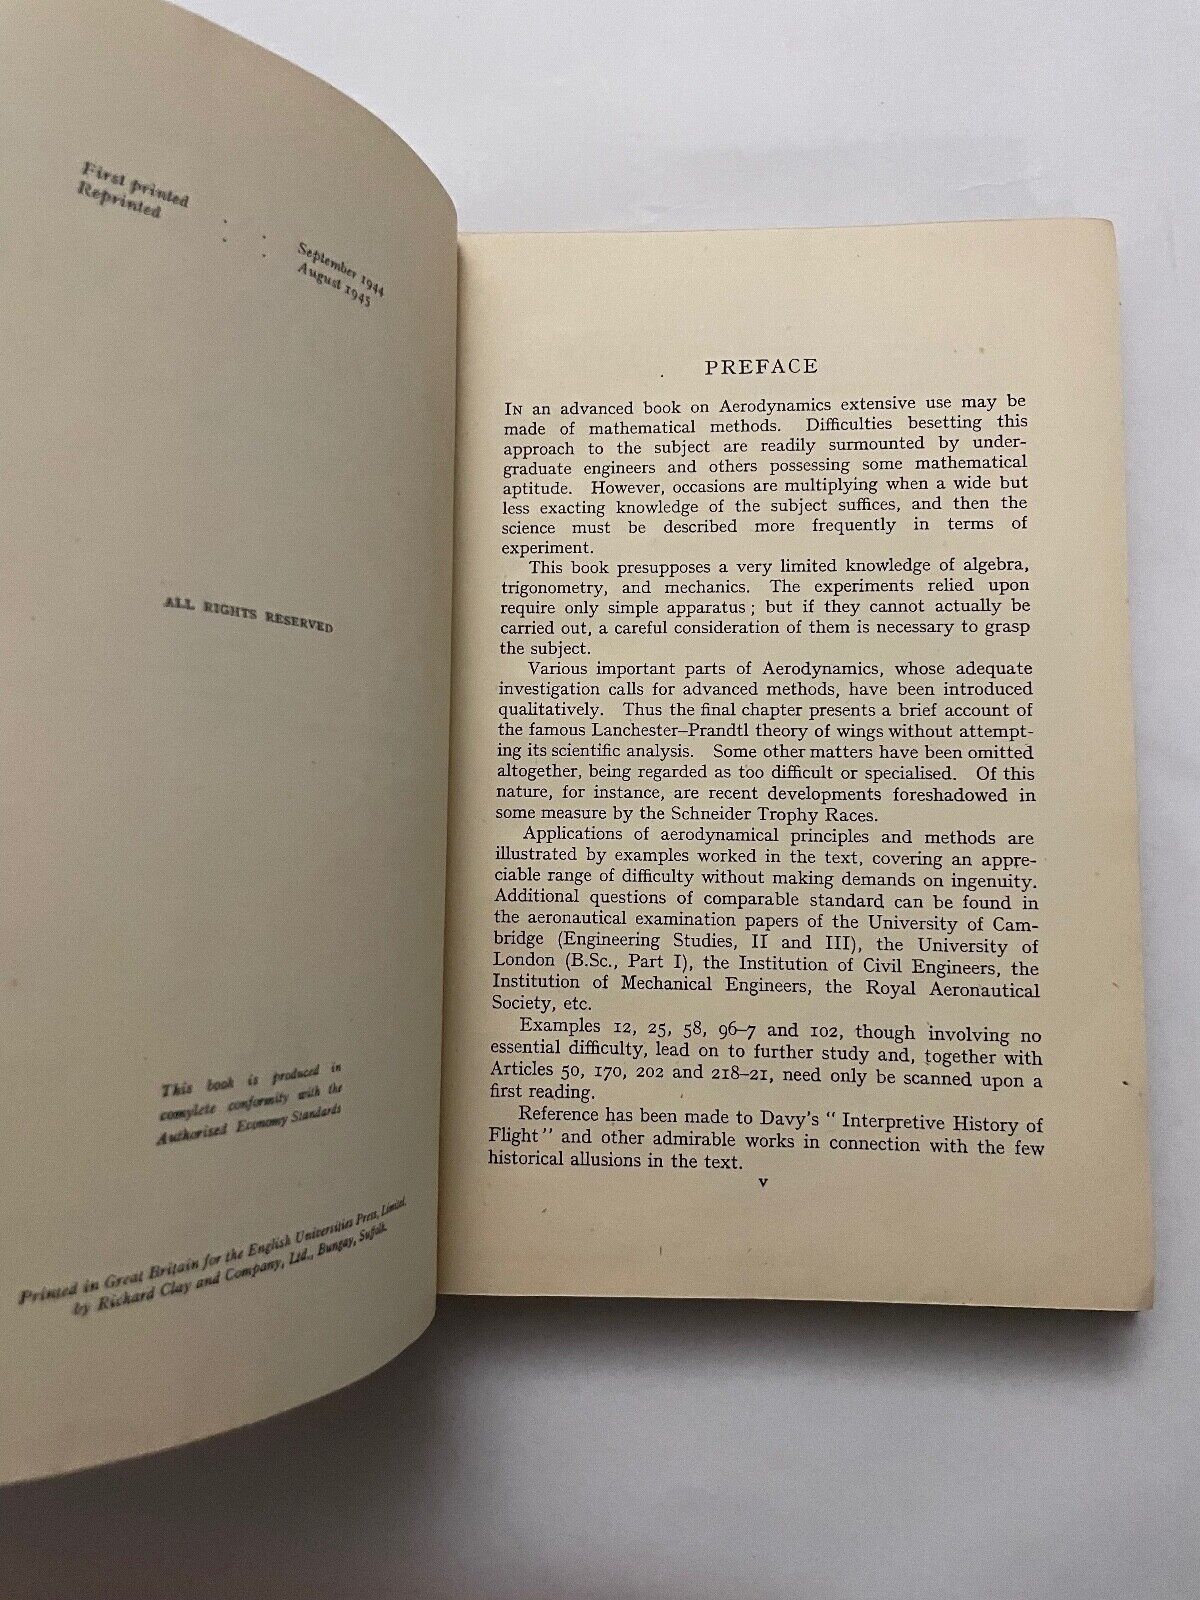 First printed . . September 1944
Reprinted . . August 1945
ALL RIGHTS RESERVED
This book is produced in
complete conformity with the
Authorised Economy Standards
Printed in Great Britain for the English Universities Press, Limited,
by Richard Clay and Company, Ltd., Bungay, Suffolk.
PREFACE
IN an advanced book on Aerodynamics extensive use may be
made of mathematical methods. Difficulties besetting this
approach to the subject are readily surmounted by under-
graduate engineers and others possessing some mathematical
aptitude. However, occasions are multiplying when a wide but
less exacting knowledge of the subject suffices, and then the
science must be described more frequently in terms of
experiment.
This book presupposes a very limited knowledge of algebra,
trigonometry, and mechanics. The experiments relied upon
require only simple apparatus; but if they cannot actually be
carried out, a careful consideration of them is necessary to grasp
the subject.
Various important parts of Aerodynamics, whose adequate
investigation calls for advanced methods, have been introduced
qualitatively. Thus the final chapter presents a brief account of
the famous Lanchester–Prandtl theory of wings without attempt-
ing its scientific analysis. Some other matters have been omitted
altogether, being regarded as too difficult or specialised. Of this
nature, for instance, are recent developments foreshadowed in
some measure by the Schneider Trophy Races.
Applications of aerodynamical principles and methods are
illustrated by examples worked in the text, covering an appre-
ciable range of difficulty without making demands on ingenuity.
Additional questions of comparable standard can be found in
the aeronautical examination papers of the University of Cam-
bridge (Engineering Studies, II and III), the University of
London (B.Sc., Part I), the Institution of Civil Engineers, the
Institution of Mechanical Engineers, the Royal Aeronautical
Society, etc.
Examples 12, 25, 58, 96–7 and 102, though involving no
essential difficulty, lead on to further study and, together with
Articles 50, 170, 202 and 218–21, need only be scanned upon a
first reading.
Reference has been made to Davy's " Interpretive History of
Flight " and other admirable works in connection with the few
historical allusions in the text.
v